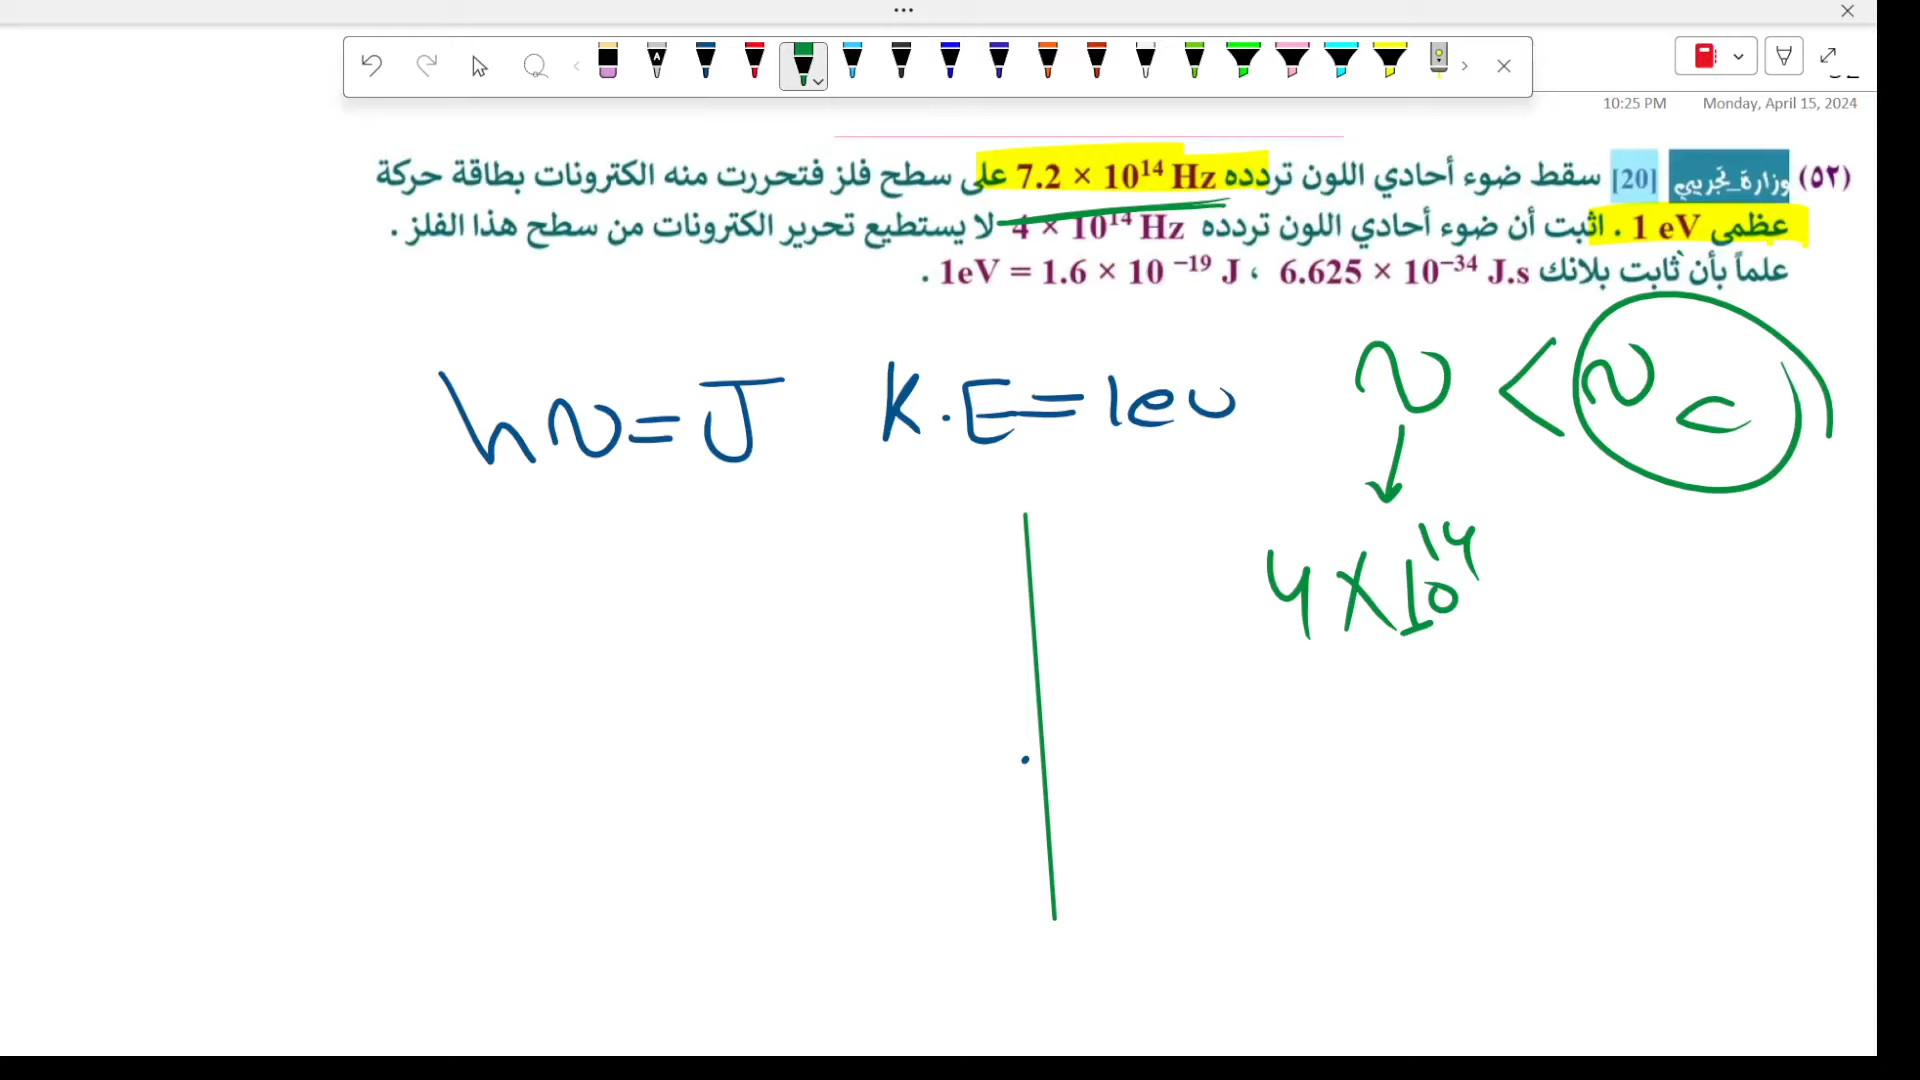 10:25 PM Monday, April 15, 2024
(٥٢) وزارة_تجريبي [20] سقط ضوء أحادي اللون تردده 7.2 × 10¹⁴ Hz على سطح فلز فتحررت منه الكترونات بطاقة حركة
عظمى 1 eV . اثبت أن ضوء أحادي اللون تردده 4 × 10¹⁴ Hz لا يستطيع تحرير الكترونات من سطح هذا الفلز .
علماً بأن ثابت بلانك 6.625 × 10⁻³⁴ J.s ، 1eV = 1.6 × 10⁻¹⁹ J .
hν = J K.E = 1eν ν < (ν c)
4 × 10¹⁴